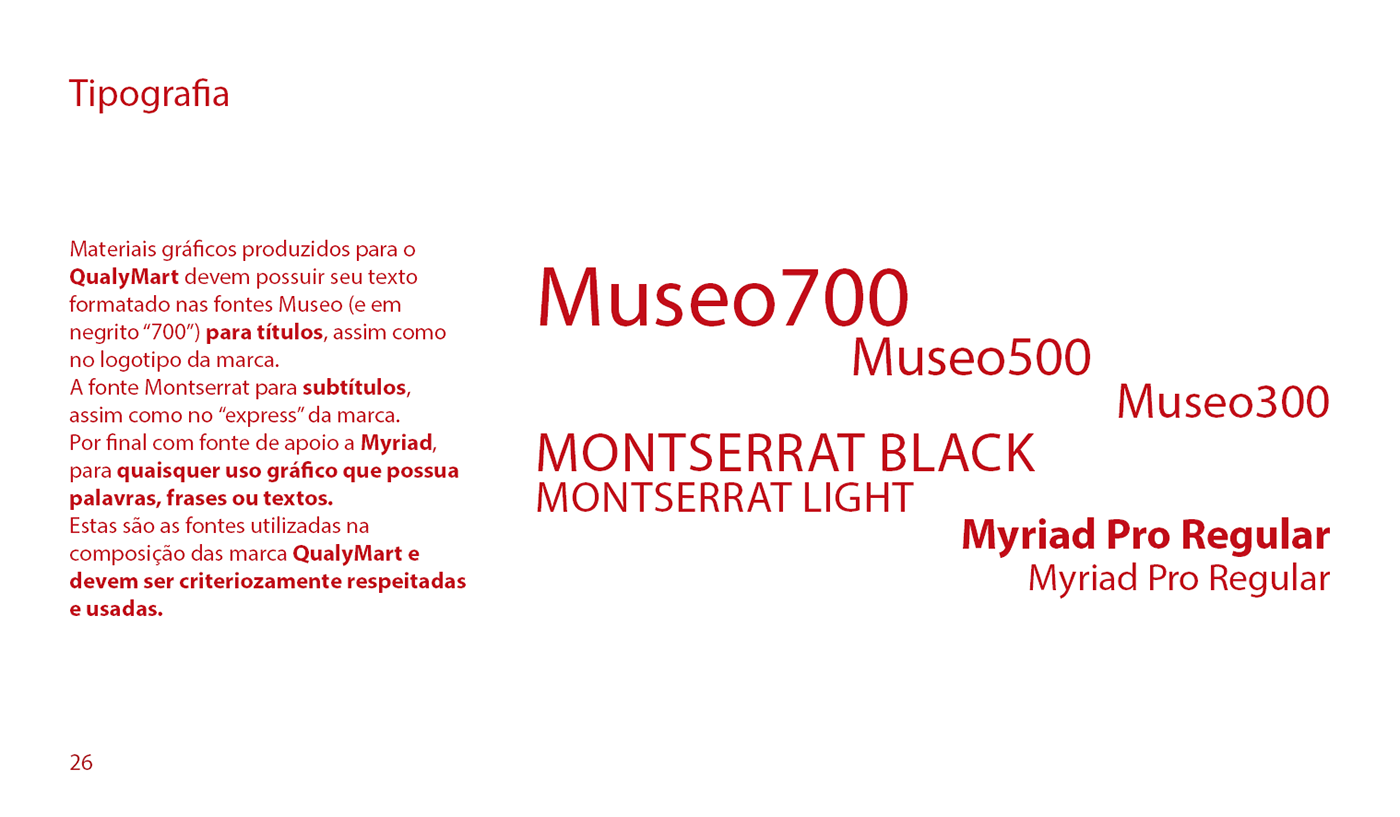 Tipografia
Materiais gráficos produzidos para o
QualyMart devem possuir seu texto
formatado nas fontes Museo (e em
negrito “700”) para títulos, assim como
no logotipo da marca.
A fonte Montserrat para subtítulos,
assim como no “express” da marca.
Por final com fonte de apoio a Myriad,
para quaisquer uso gráfico que possua
palavras, frases ou textos.
Estas são as fontes utilizadas na
composição das marca QualyMart e
devem ser criteriozamente respeitadas
e usadas.
Museo700
Museo500
Museo300
MONTSERRAT BLACK
MONTSERRAT LIGHT
Myriad Pro Regular
Myriad Pro Regular
26